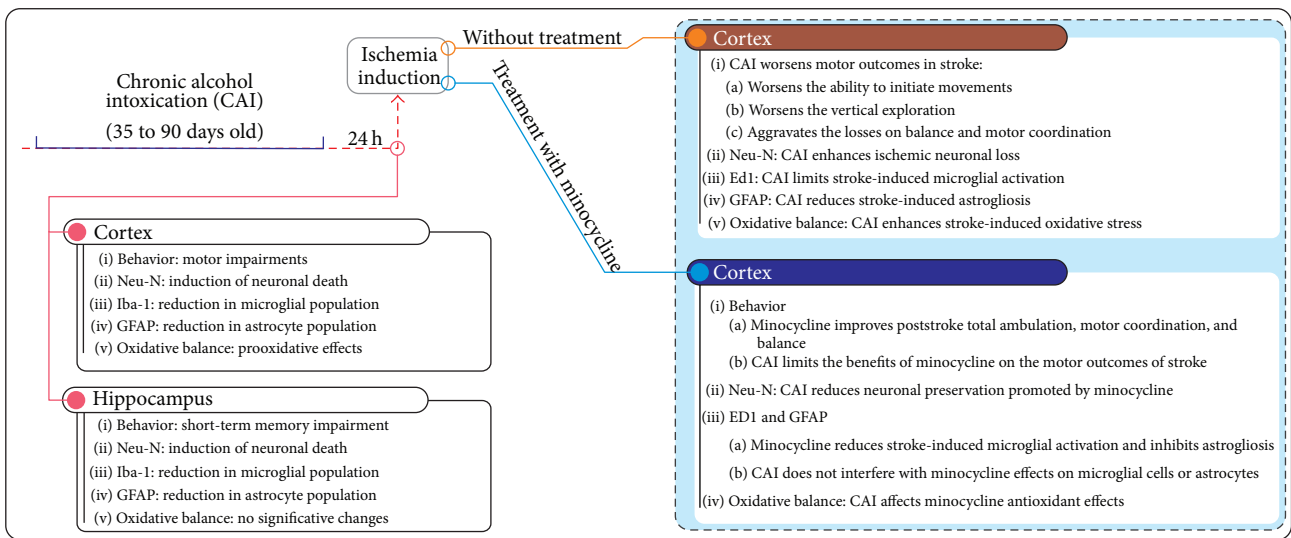 Chronic alcohol
intoxication (CAI)
(35 to 90 days old)
24 h
Ischemia
induction
Without treatment
Treatment with minocycline
Cortex
(i) Behavior: motor impairments
(ii) Neu-N: induction of neuronal death
(iii) Iba-1: reduction in microglial population
(iv) GFAP: reduction in astrocyte population
(v) Oxidative balance: prooxidative effects
Hippocampus
(i) Behavior: short-term memory impairment
(ii) Neu-N: induction of neuronal death
(iii) Iba-1: reduction in microglial population
(iv) GFAP: reduction in astrocyte population
(v) Oxidative balance: no significative changes
Cortex
(i) CAI worsens motor outcomes in stroke:
(a) Worsens the ability to initiate movements
(b) Worsens the vertical exploration
(c) Aggravates the losses on balance and motor coordination
(ii) Neu-N: CAI enhances ischemic neuronal loss
(iii) Ed1: CAI limits stroke-induced microglial activation
(iv) GFAP: CAI reduces stroke-induced astrogliosis
(v) Oxidative balance: CAI enhances stroke-induced oxidative stress
Cortex
(i) Behavior
(a) Minocycline improves poststroke total ambulation, motor coordination, and
balance
(b) CAI limits the benefits of minocycline on the motor outcomes of stroke
(ii) Neu-N: CAI reduces neuronal preservation promoted by minocycline
(iii) ED1 and GFAP
(a) Minocycline reduces stroke-induced microglial activation and inhibits astrogliosis
(b) CAI does not interfere with minocycline effects on microglial cells or astrocytes
(iv) Oxidative balance: CAI affects minocycline antioxidant effects